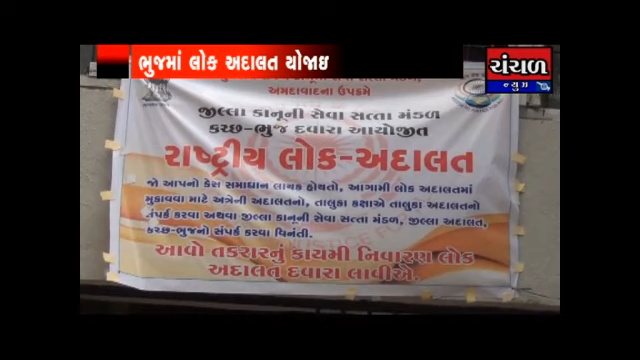 ભુજમાં લોક અદાલત યોજાઇ
ચંચળ
ન્યુઝ
અમદાવાદના ઉપક્રમે
જીલ્લા કાનૂની સેવા સત્તા મંડળ
કચ્છ-ભુજ દવારા આયોજીત
રાષ્ટ્રીય લોક-અદાલત
જો આપનો કેસ સમાધાન લાયક હોયતો, આગામી લોક અદાલતમાં
મુકાવવા માટે અત્રેની અદાલતનો, તાલુકા કક્ષાએ તાલુકા અદાલતનો
સંપર્ક કરવા અથવા જીલ્લા કાનૂની સેવા સત્તા મંડળ, જીલ્લા અદાલત,
કચ્છ-ભુજનો સંપર્ક કરવા વિનંતી.
આવો તકરારનું કાયમી નિવારણ લોક
અદાલત દવારા લાવીએ.